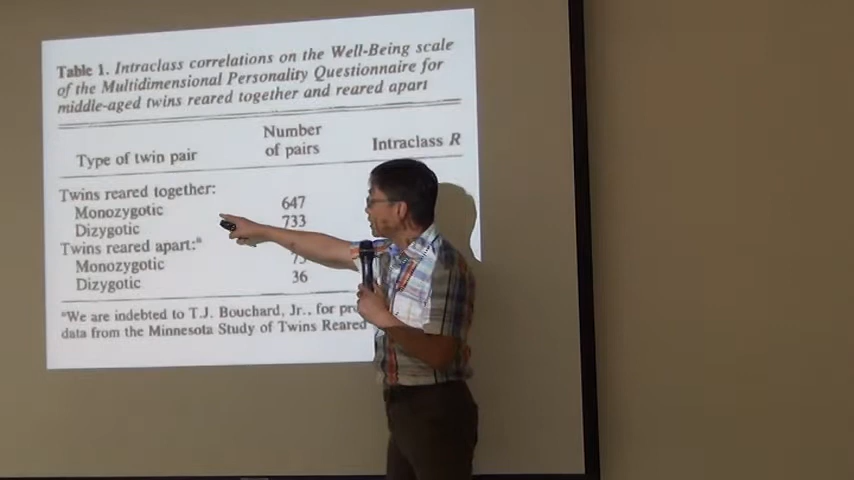 Table 1. Intraclass correlations on the Well-Being scale
of the Multidimensional Personality Questionnaire for
middle-aged twins reared together and reared apart
Number
Type of twin pair of pairs Intraclass R
Twins reared together:
Monozygotic 647
Dizygotic 733
Twins reared apart:ᵃ
Monozygotic
Dizygotic 36
ᵃWe are indebted to T.J. Bouchard, Jr., for
data from the Minnesota Study of Twins Reared